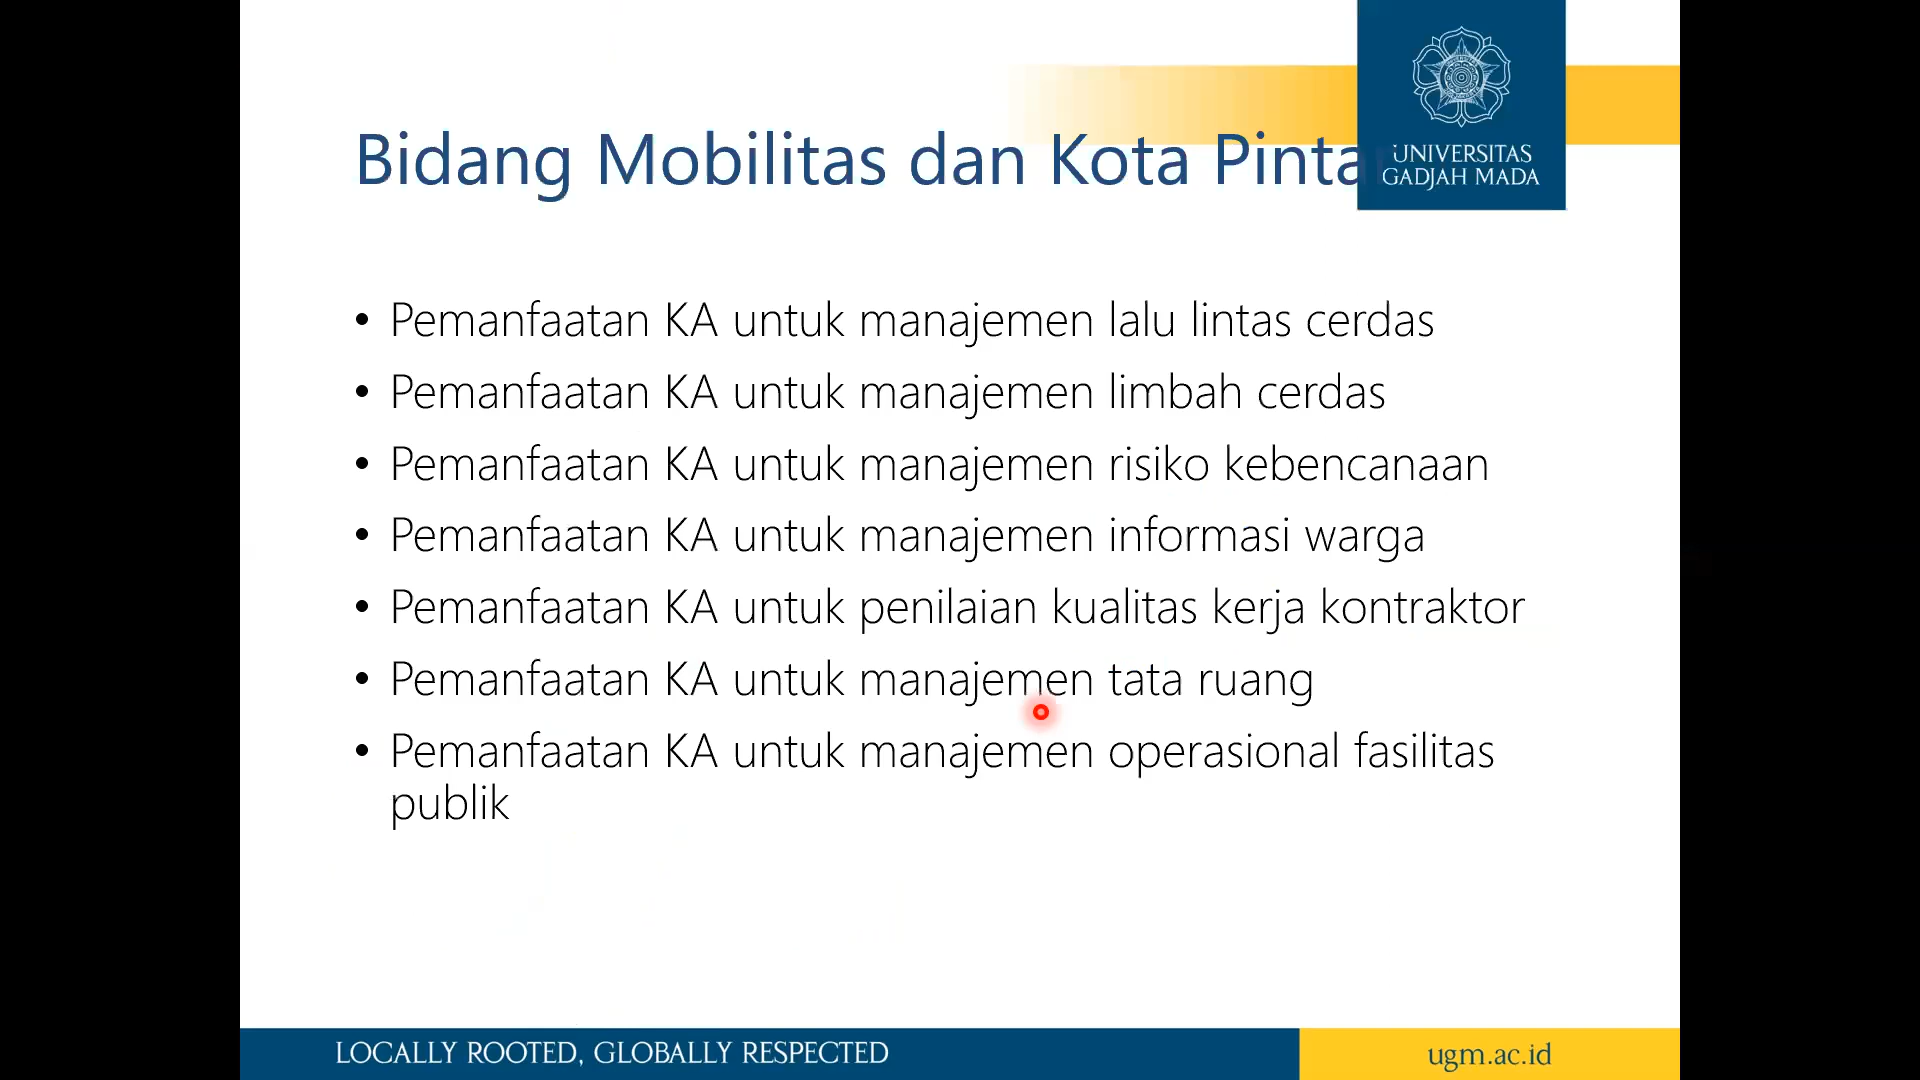 Bidang Mobilitas dan Kota Pintar
UNIVERSITAS
GADJAH MADA
• Pemanfaatan KA untuk manajemen lalu lintas cerdas
• Pemanfaatan KA untuk manajemen limbah cerdas
• Pemanfaatan KA untuk manajemen risiko kebencanaan
• Pemanfaatan KA untuk manajemen informasi warga
• Pemanfaatan KA untuk penilaian kualitas kerja kontraktor
• Pemanfaatan KA untuk manajemen tata ruang
• Pemanfaatan KA untuk manajemen operasional fasilitas
publik
LOCALLY ROOTED, GLOBALLY RESPECTED
ugm.ac.id